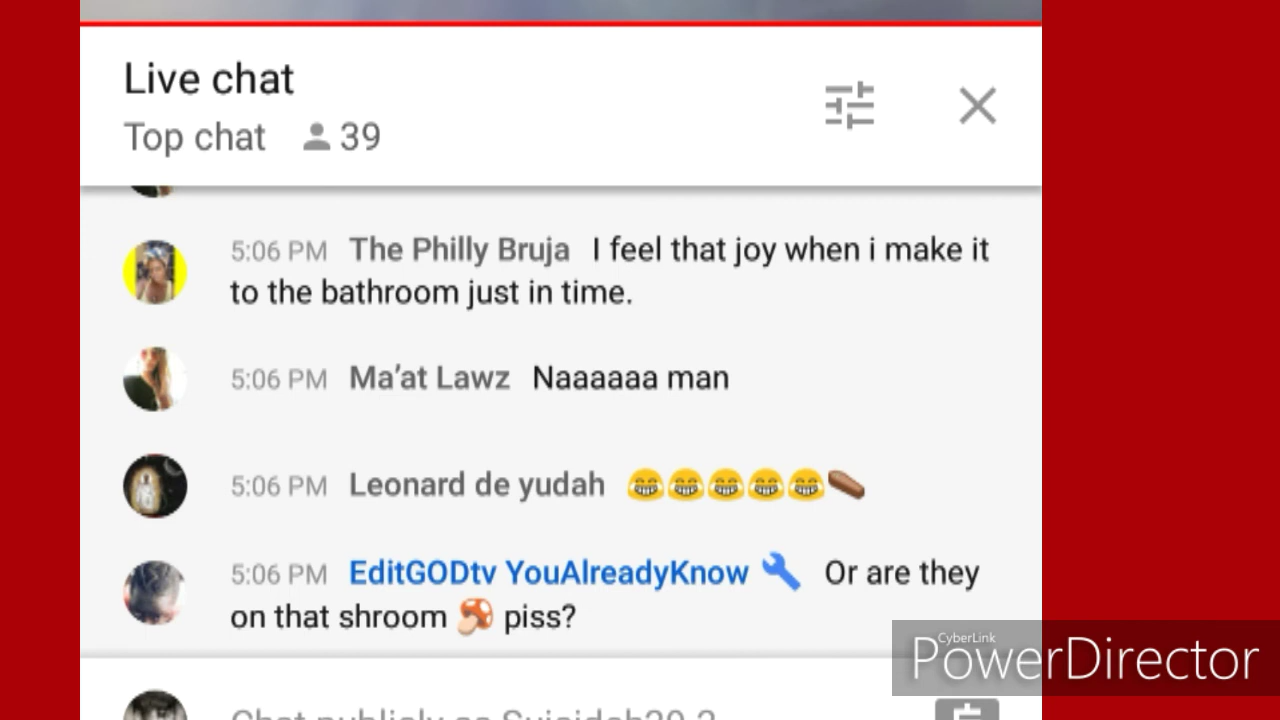 Live chat
Top chat 39
5:06 PM The Philly Bruja I feel that joy when i make it
to the bathroom just in time.
5:06 PM Ma'at Lawz Naaaaaa man
5:06 PM Leonard de yudah 😂😂😂😂😂⚰️
5:06 PM EditGODtv YouAlreadyKnow 🔧 Or are they
on that shroom 🍄 piss?
CyberLink
PowerDirector
Chat publicly as